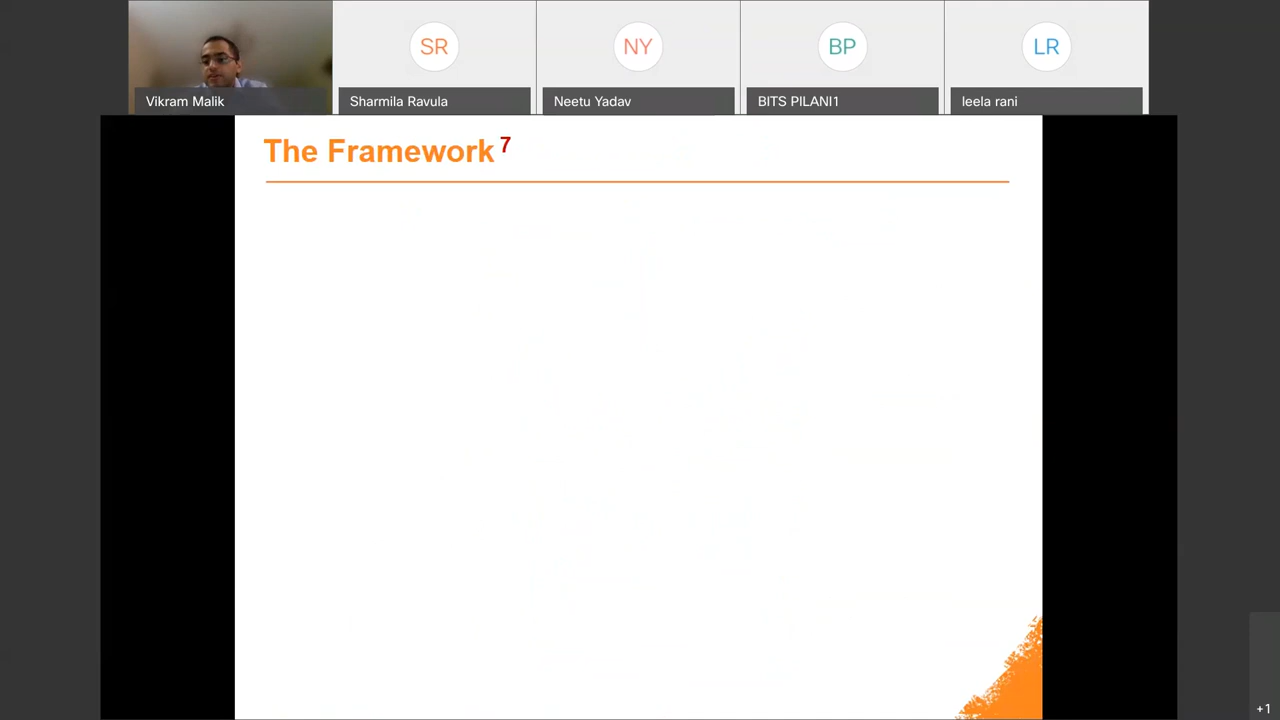 SR
NY
BP
LR
Vikram Malik
Sharmila Ravula
Neetu Yadav
BITS PILANI1
leela rani
The Framework 7
+1